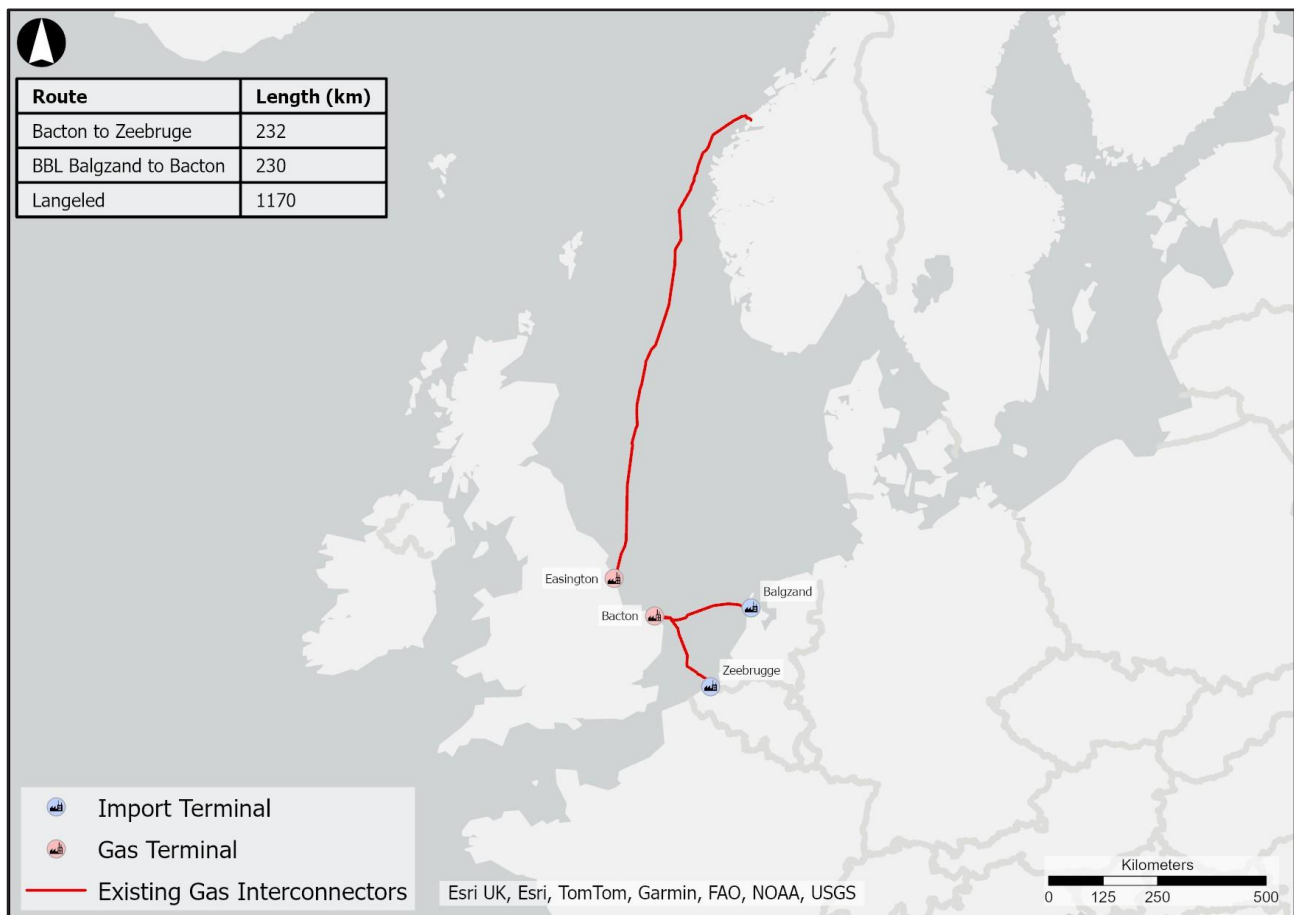 Route Length (km)
Bacton to Zeebruge 232
BBL Balgzand to Bacton 230
Langeled 1170
Easington
Bacton
Balgzand
Zeebrugge
Import Terminal
Gas Terminal
Existing Gas Interconnectors
Esri UK, Esri, TomTom, Garmin, FAO, NOAA, USGS
Kilometers
0 125 250 500